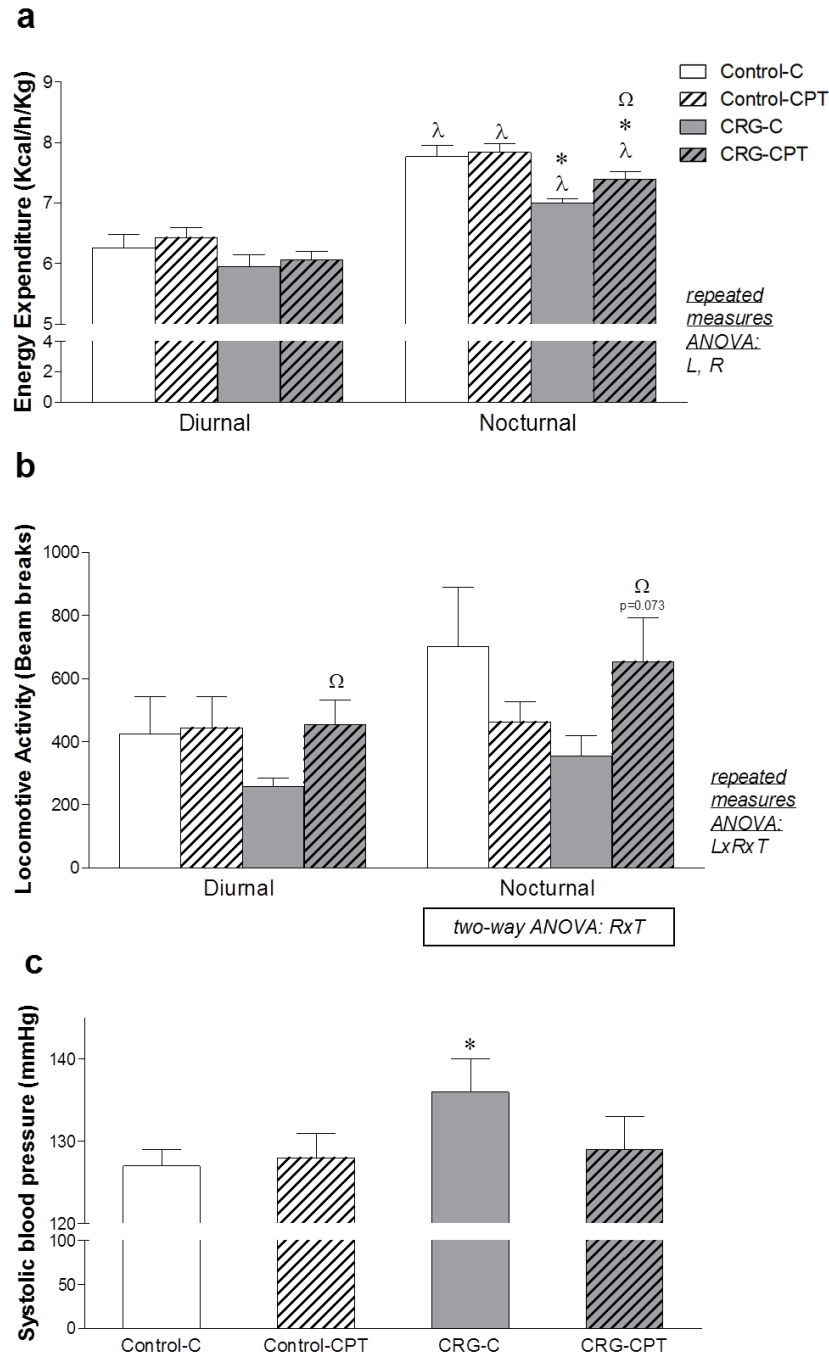 a
Energy Expenditure (Kcal/h/Kg)
9
8
7
6
5
4
2
0
λ
λ
*
λ
Ω
*
λ
Diurnal
Nocturnal
Control-C
Control-CPT
CRG-C
CRG-CPT
repeated
measures
ANOVA:
L, R
b
Locomotive Activity (Beam breaks)
1000
800
600
400
200
0
Ω
Ω
p=0.073
Diurnal
Nocturnal
repeated
measures
ANOVA:
LxRxT
two-way ANOVA: RxT
c
Systolic blood pressure (mmHg)
140
130
120
100
50
0
*
Control-C
Control-CPT
CRG-C
CRG-CPT